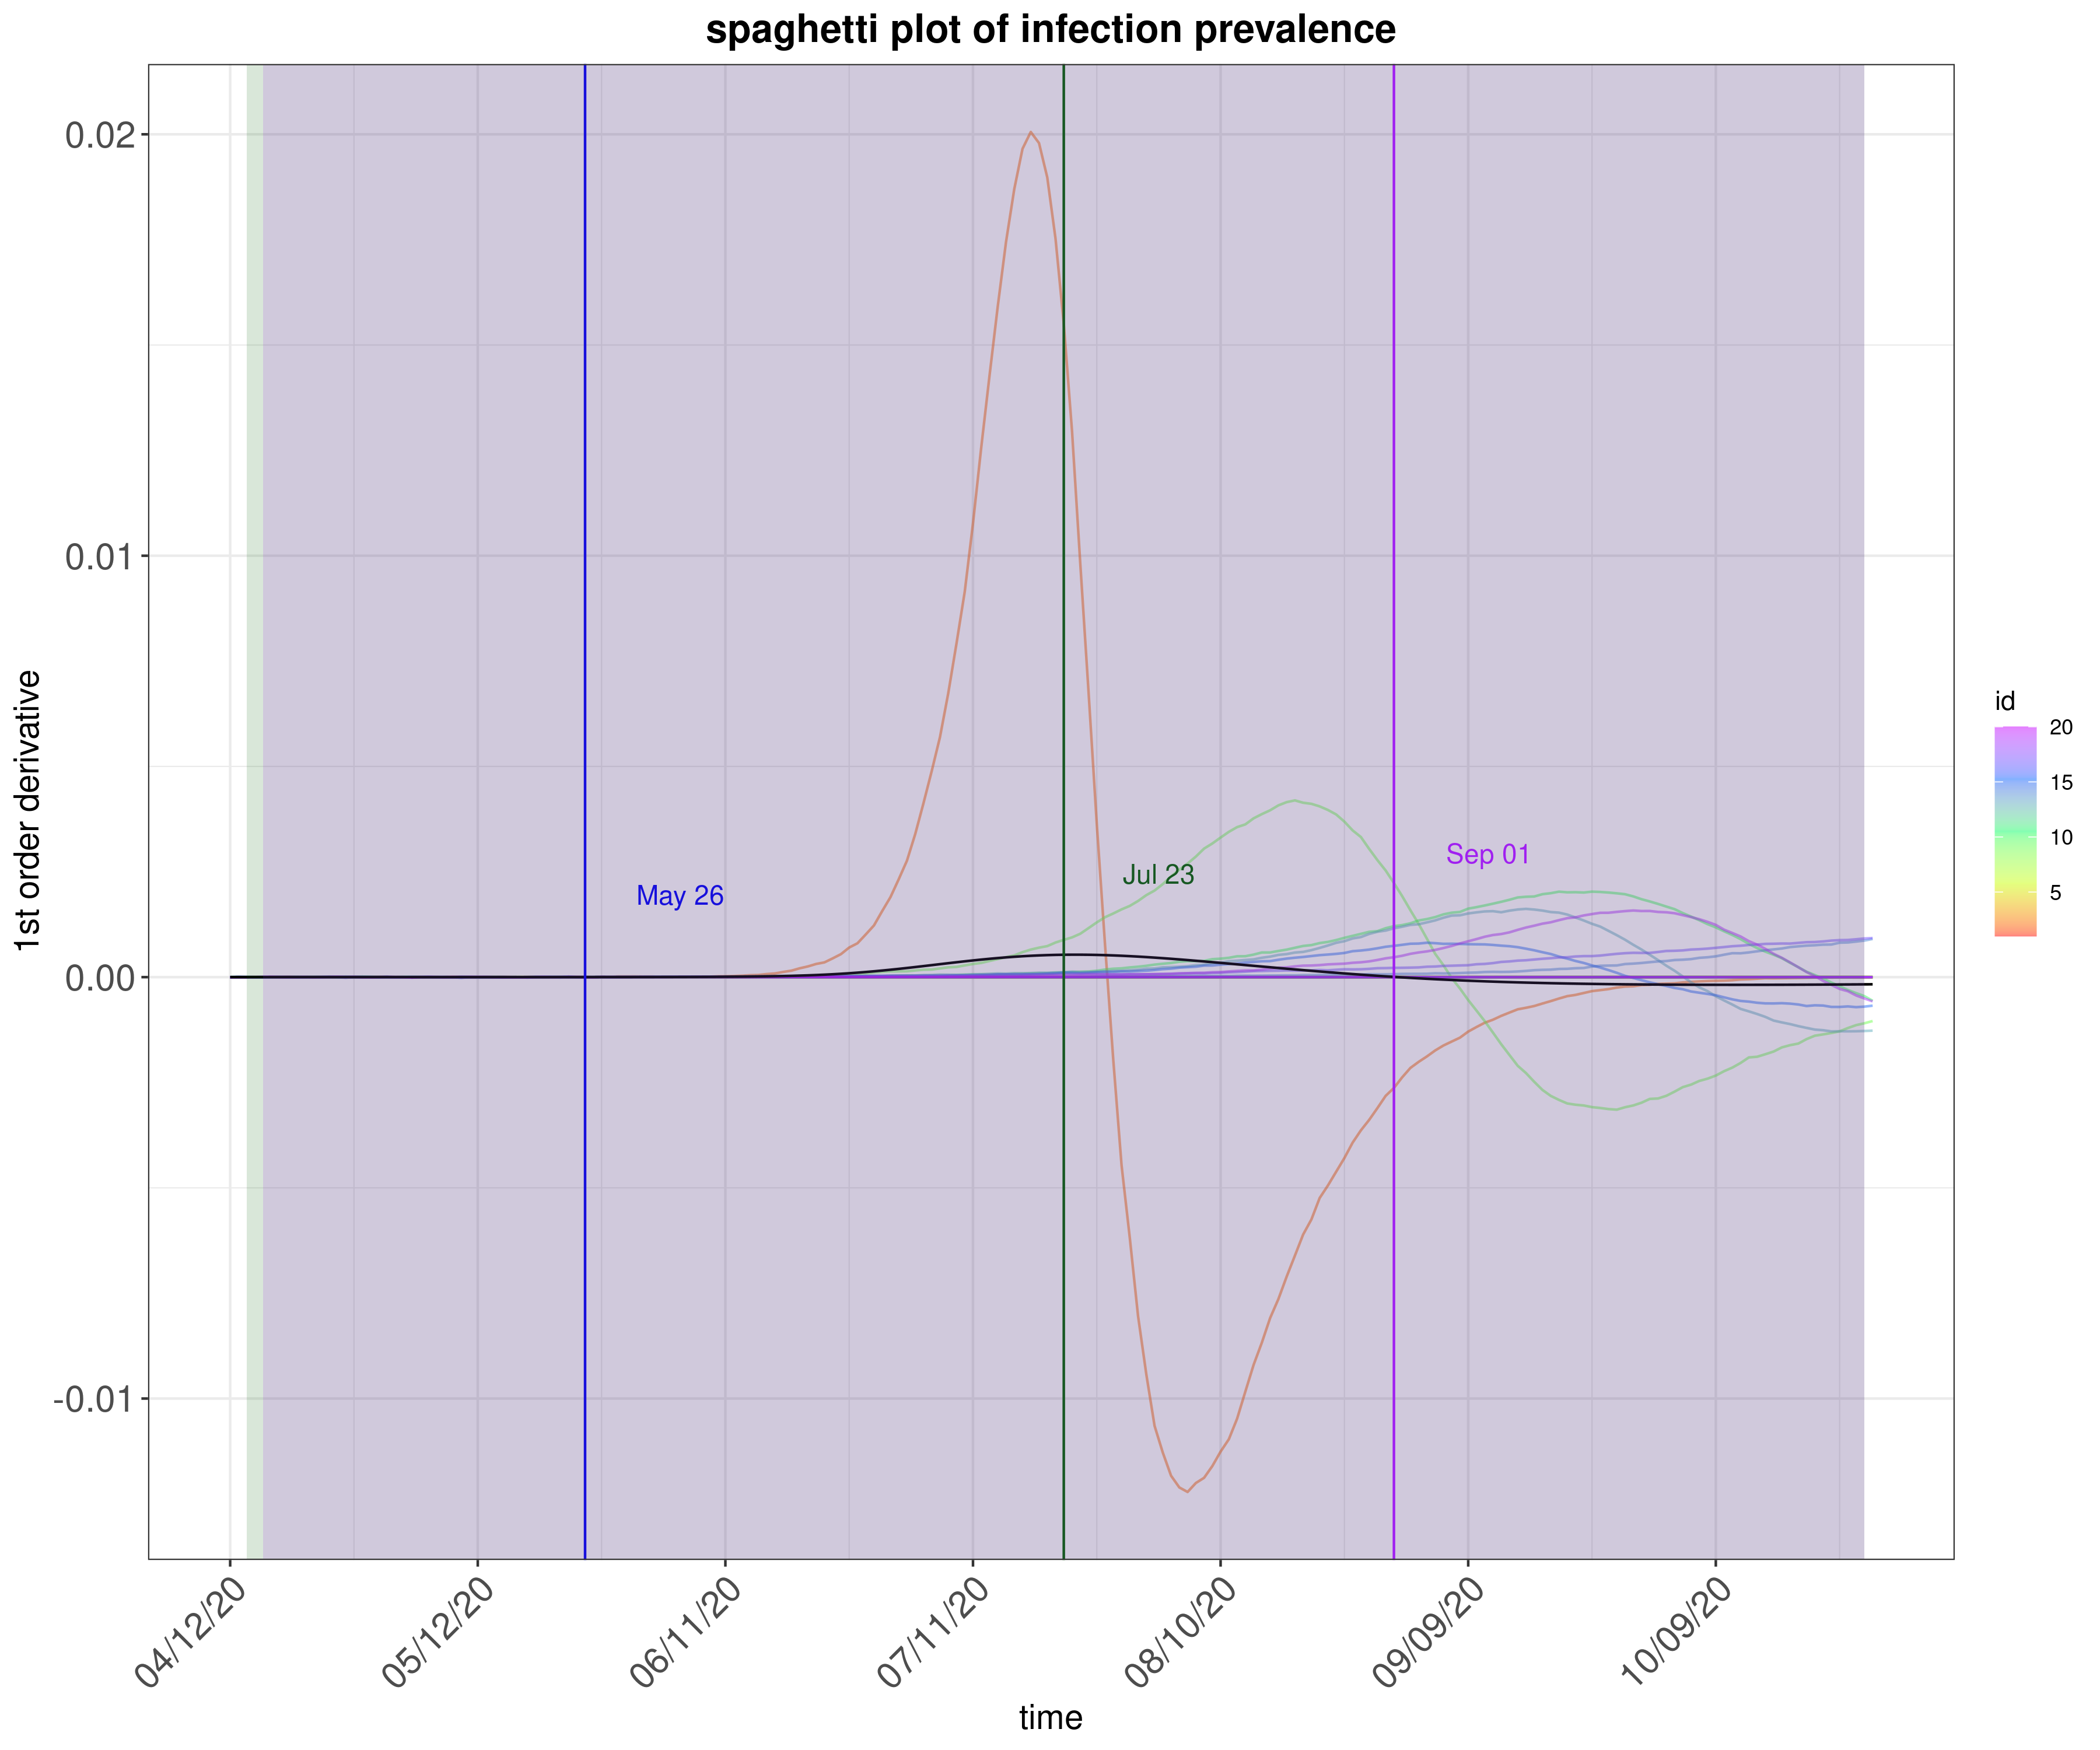 spaghetti plot of infection prevalence
1st order derivative
0.02
0.01
0.00
-0.01
May 26
Jul 23
Sep 01
04/12/20
05/12/20
06/11/20
07/11/20
08/10/20
09/09/20
10/09/20
time
id
20
15
10
5